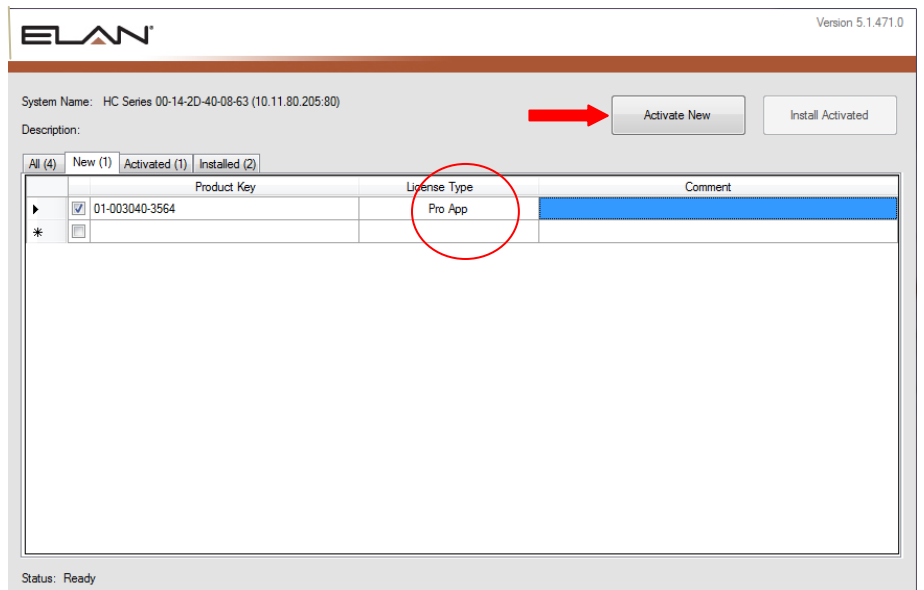 ELAN®
Version 5.1.471.0
System Name: HC Series 00-14-2D-40-08-63 (10.11.80.205:80)
Description:
Activate New
Install Activated
All (4) New (1) Activated (1) Installed (2)
Product Key License Type Comment
01-003040-3564 Pro App
Status: Ready